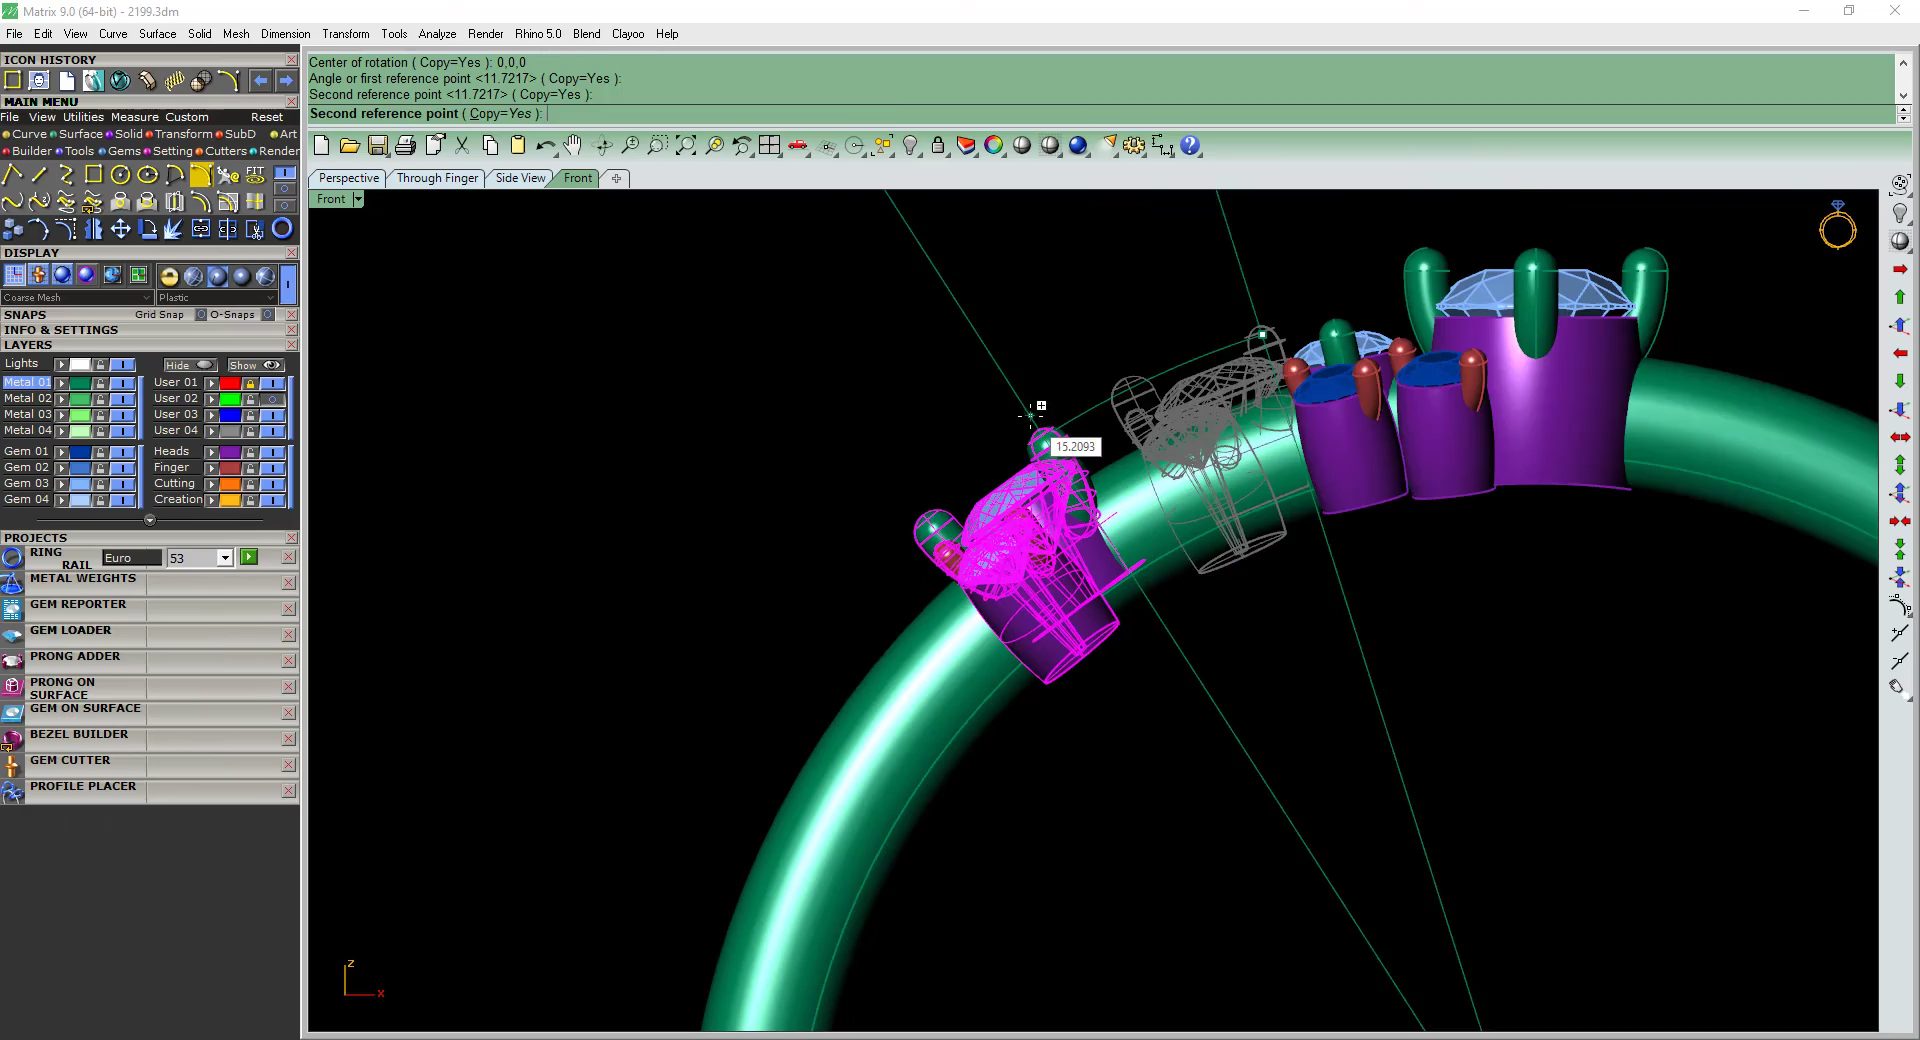 Matrix 9.0 (64-bit) - 2199.3dm
File Edit View Curve Surface Solid Mesh Dimension Transform Tools Analyze Render Rhino 5.0 Blend Clayoo Help
ICON HISTORY
MAIN MENU
File View Utilities Measure Custom Reset
Curve Surface Solid Transform SubD Art
Builder Tools Gems Setting Cutters Render
FIT
DISPLAY
Coarse Mesh Plastic
SNAPS Grid Snap O-Snaps
INFO & SETTINGS
LAYERS
Lights Hide Show
Metal 01 User 01
Metal 02 User 02
Metal 03 User 03
Metal 04 User 04
Gem 01 Heads
Gem 02 Finger
Gem 03 Cutting
Gem 04 Creation
PROJECTS
RING RAIL Euro 53
METAL WEIGHTS
GEM REPORTER
GEM LOADER
PRONG ADDER
PRONG ON SURFACE
GEM ON SURFACE
BEZEL BUILDER
GEM CUTTER
PROFILE PLACER
Center of rotation ( Copy=Yes ): 0,0,0
Angle or first reference point <11.7217> ( Copy=Yes ):
Second reference point <11.7217> ( Copy=Yes ):
Second reference point ( Copy=Yes ):
Perspective Through Finger Side View Front
Front
15.2093
z
x